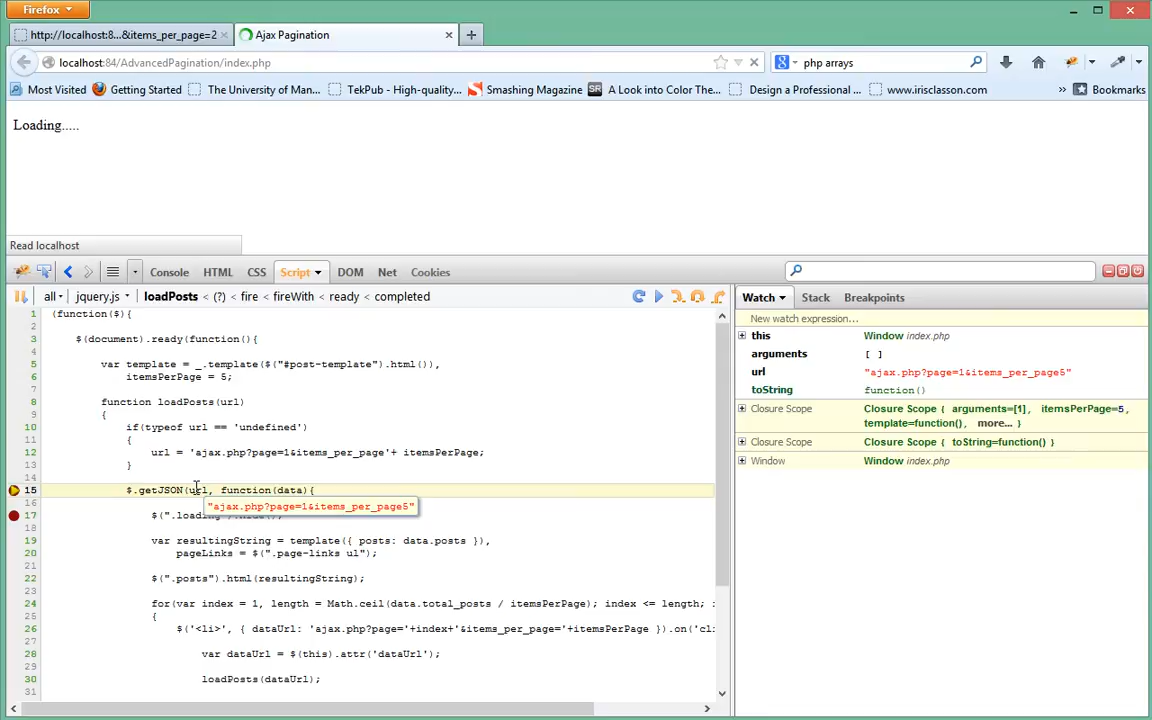 Firefox
http://localhost:8...&items_per_page=2
Ajax Pagination
localhost:84/AdvancedPagination/index.php
php arrays
Most Visited
Getting Started
The University of Man...
TekPub - High-quality...
Smashing Magazine
SR
A Look into Color The...
Design a Professional ...
www.irisclasson.com
»
Bookmarks
Loading.....
Read localhost
Console
HTML
CSS
Script
DOM
Net
Cookies
all
jquery.js
loadPosts < (?) < fire < fireWith < ready < completed
Watch
Stack
Breakpoints
1 (function($){
2
3 $(document).ready(function(){
4
5 var template = _.template($("#post-template").html()),
6 itemsPerPage = 5;
7
8 function loadPosts(url)
9 {
10 if(typeof url == 'undefined')
11 {
12 url = 'ajax.php?page=1&items_per_page'+ itemsPerPage;
13 }
14
15 $.getJSON(url, function(data){
16
"ajax.php?page=1&items_per_page5"
17 $(".loading").hide();
18
19 var resultingString = template({ posts: data.posts }),
20 pageLinks = $(".page-links ul");
21
22 $(".posts").html(resultingString);
23
24 for(var index = 1, length = Math.ceil(data.total_posts / itemsPerPage); index <= length;
25 {
26 $('<li>', { dataUrl: 'ajax.php?page='+index+'&items_per_page='+itemsPerPage }).on('cl
27
28 var dataUrl = $(this).attr('dataUrl');
29
30 loadPosts(dataUrl);
31
New watch expression...
this Window index.php
arguments [ ]
url "ajax.php?page=1&items_per_page5"
toString function()
Closure Scope Closure Scope { arguments=[1], itemsPerPage=5,
template=function(), more... }
Closure Scope Closure Scope { toString=function() }
Window Window index.php